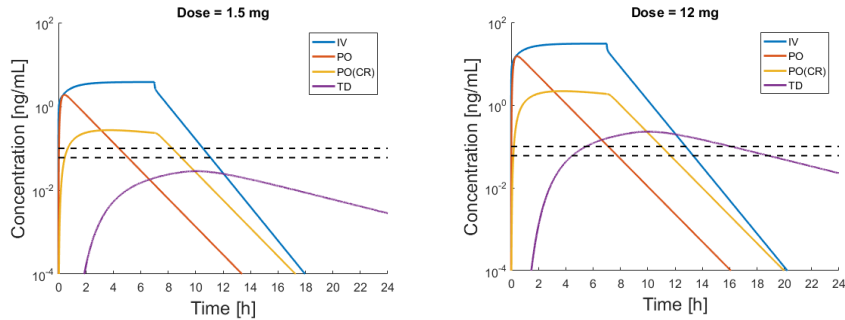 Dose = 1.5 mg
10^2
10^0
10^-2
10^-4
Concentration [ng/mL]
IV
PO
PO(CR)
TD
0 2 4 6 8 10 12 14 16 18 20 22 24
Time [h]
Dose = 12 mg
10^2
10^0
10^-2
10^-4
Concentration [ng/mL]
IV
PO
PO(CR)
TD
0 2 4 6 8 10 12 14 16 18 20 22 24
Time [h]